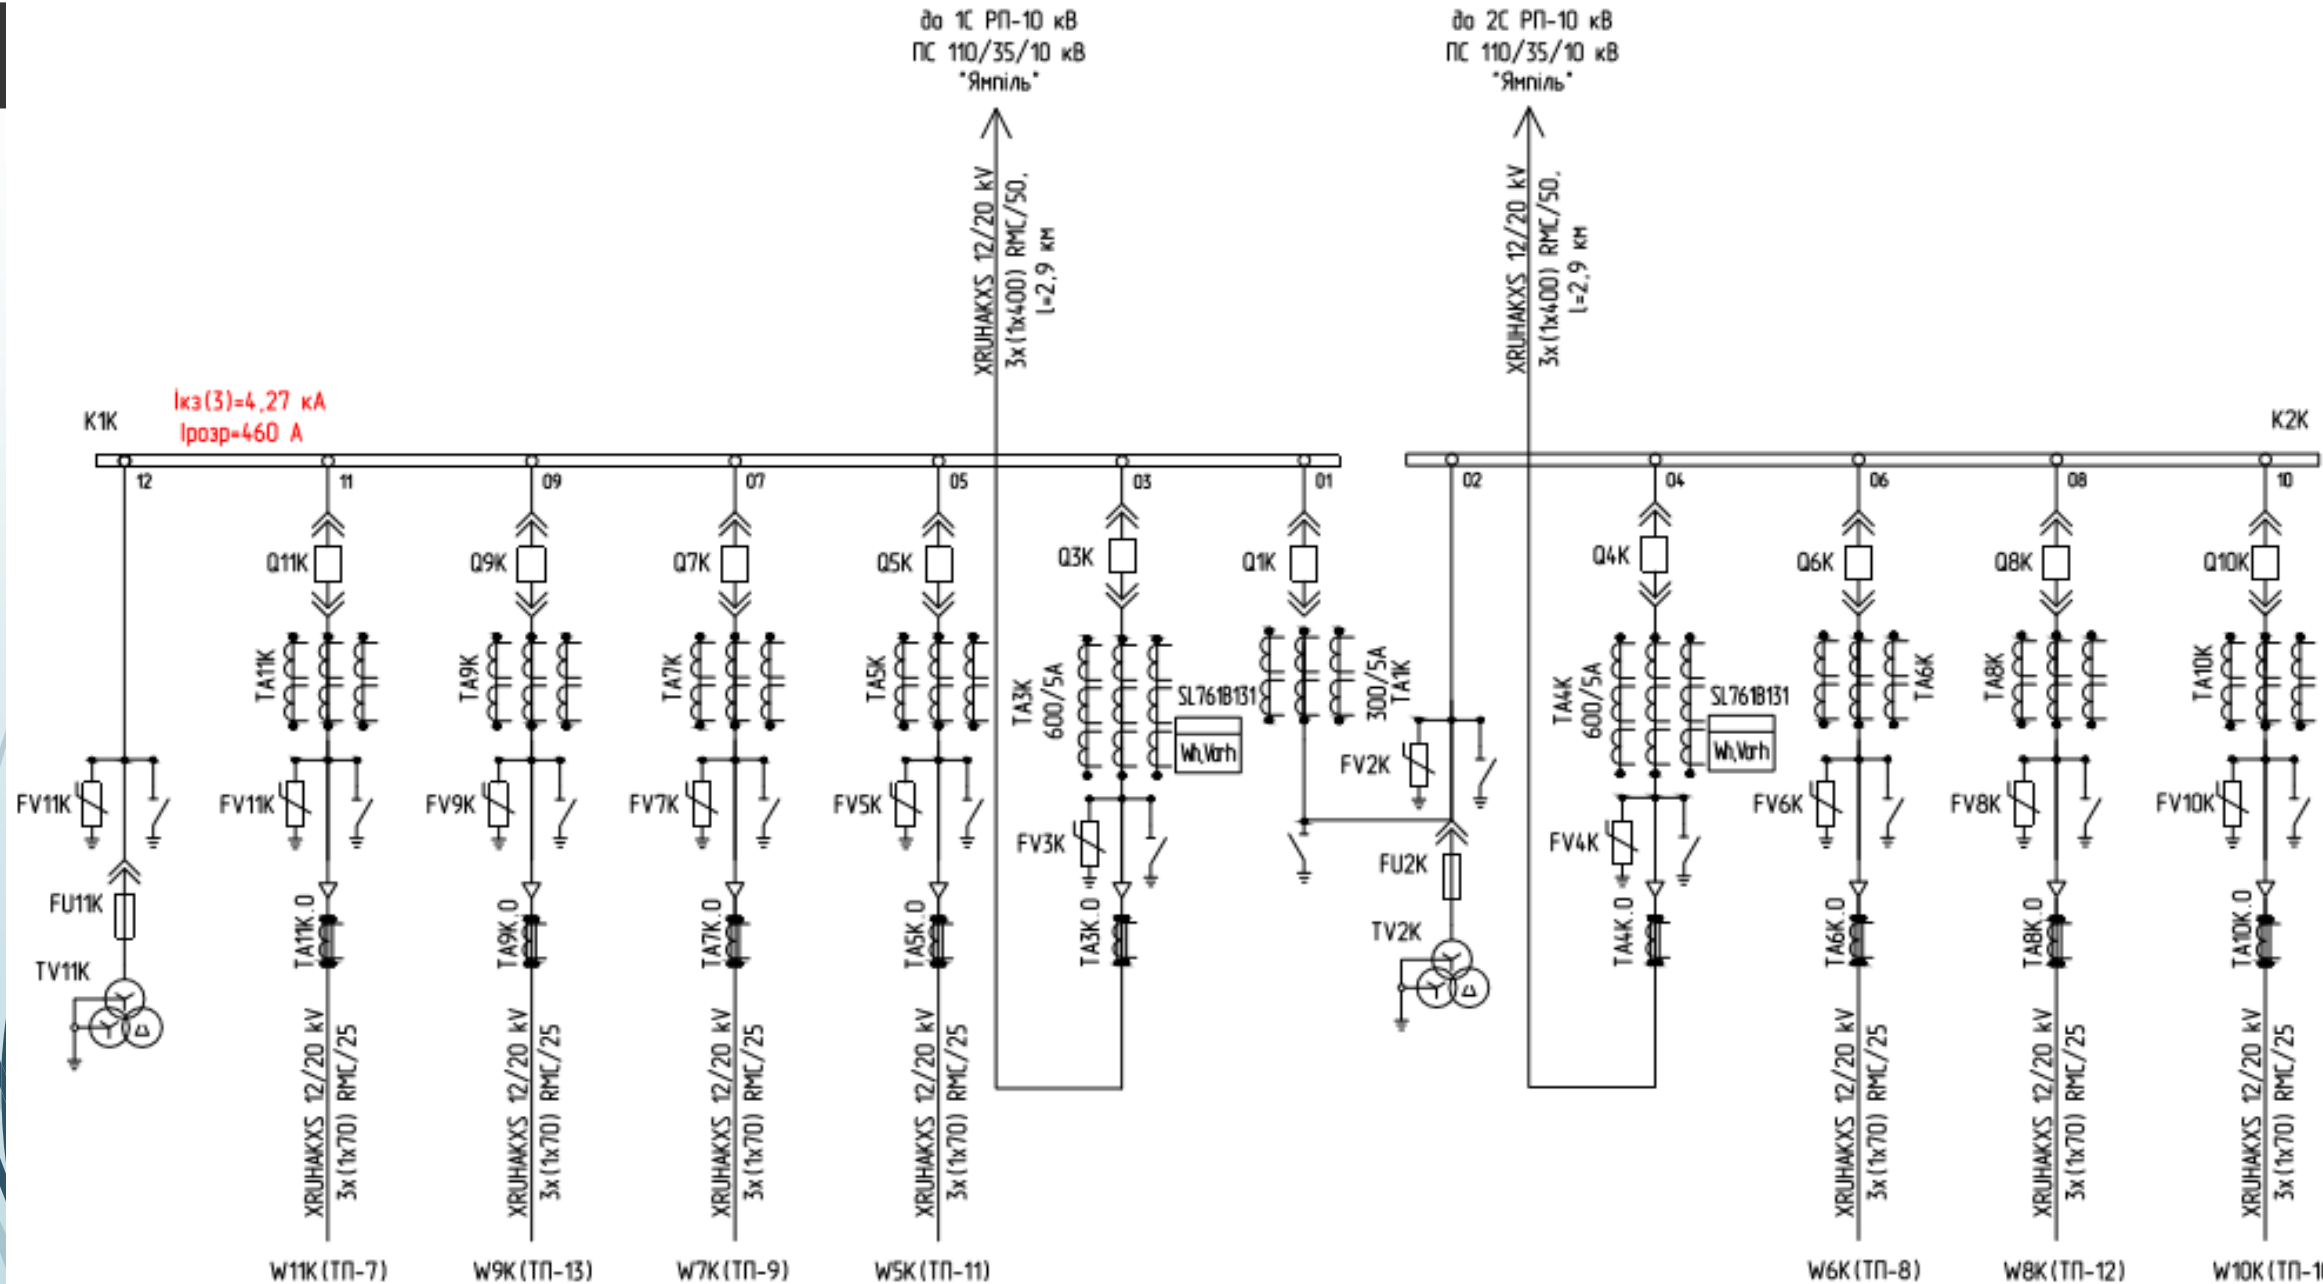 до 1С РП-10 кВ
ПС 110/35/10 кВ
"Ямпіль"
до 2С РП-10 кВ
ПС 110/35/10 кВ
"Ямпіль"
XRUHAKXS 12/20 kV
3x(1x400) RMC/50,
l=2,9 км
XRUHAKXS 12/20 kV
3x(1x400) RMC/50,
l=2,9 км
Ікз(3)=4,27 кА
Ірозр=460 А
K1K
K2K
12
11
09
07
05
03
01
02
04
06
08
10
Q11K
Q9K
Q7K
Q5K
Q3K
Q1K
Q4K
Q6K
Q8K
Q10K
TA11K
TA9K
TA7K
TA5K
TA3K
600/5A
SL761B131
Wh,Varh
300/5A
TA1K
TA4K
600/5A
SL761B131
Wh,Varh
TA6K
TA8K
TA10K
FV11K
FV11K
FV9K
FV7K
FV5K
FV3K
FV2K
FV4K
FV6K
FV8K
FV10K
FU11K
FU2K
TV11K
TV2K
TA11K.0
TA9K.0
TA7K.0
TA5K.0
TA3K.0
TA4K.0
TA6K.0
TA8K.0
TA10K.0
XRUHAKXS 12/20 kV
3x(1x70) RMC/25
XRUHAKXS 12/20 kV
3x(1x70) RMC/25
XRUHAKXS 12/20 kV
3x(1x70) RMC/25
XRUHAKXS 12/20 kV
3x(1x70) RMC/25
XRUHAKXS 12/20 kV
3x(1x70) RMC/25
XRUHAKXS 12/20 kV
3x(1x70) RMC/25
XRUHAKXS 12/20 kV
3x(1x70) RMC/25
W11K(ТП-7)
W9K(ТП-13)
W7K(ТП-9)
W5K(ТП-11)
W6K(ТП-8)
W8K(ТП-12)
W10K(ТП-1